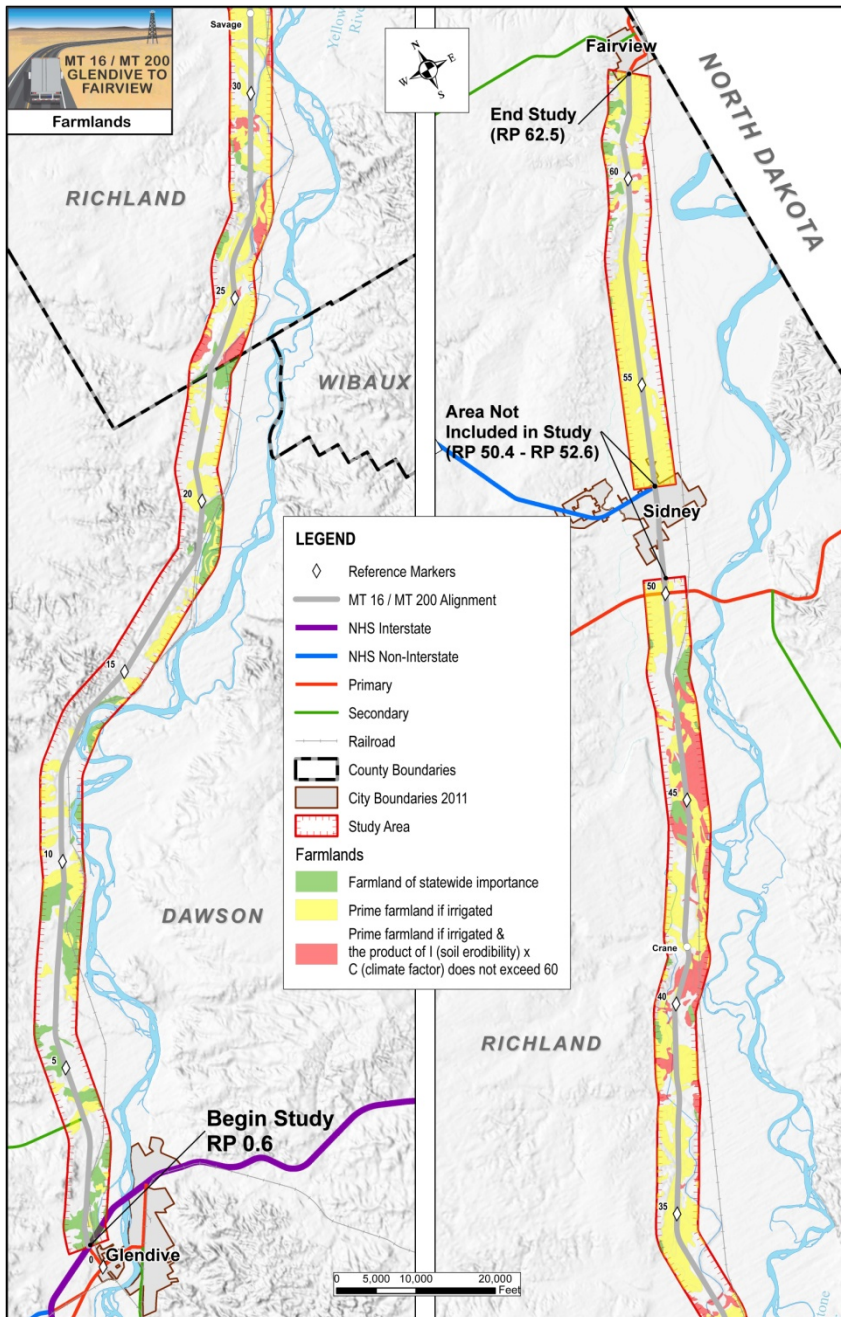 MT 16 / MT 200
GLENDIVE TO
FAIRVIEW
Farmlands
Savage
Yellow
River
30
RICHLAND
25
WIBAUX
20
15
10
DAWSON
5
Begin Study
RP 0.6
0
Glendive
N
W
E
S
Fairview
End Study
(RP 62.5)
NORTH DAKOTA
60
55
Area Not
Included in Study
(RP 50.4 - RP 52.6)
Sidney
50
45
Crane
40
RICHLAND
35
LEGEND
Reference Markers
MT 16 / MT 200 Alignment
NHS Interstate
NHS Non-Interstate
Primary
Secondary
Railroad
County Boundaries
City Boundaries 2011
Study Area
Farmlands
Farmland of statewide importance
Prime farmland if irrigated
Prime farmland if irrigated &
the product of I (soil erodibility) x
C (climate factor) does not exceed 60
0 5,000 10,000 20,000
Feet